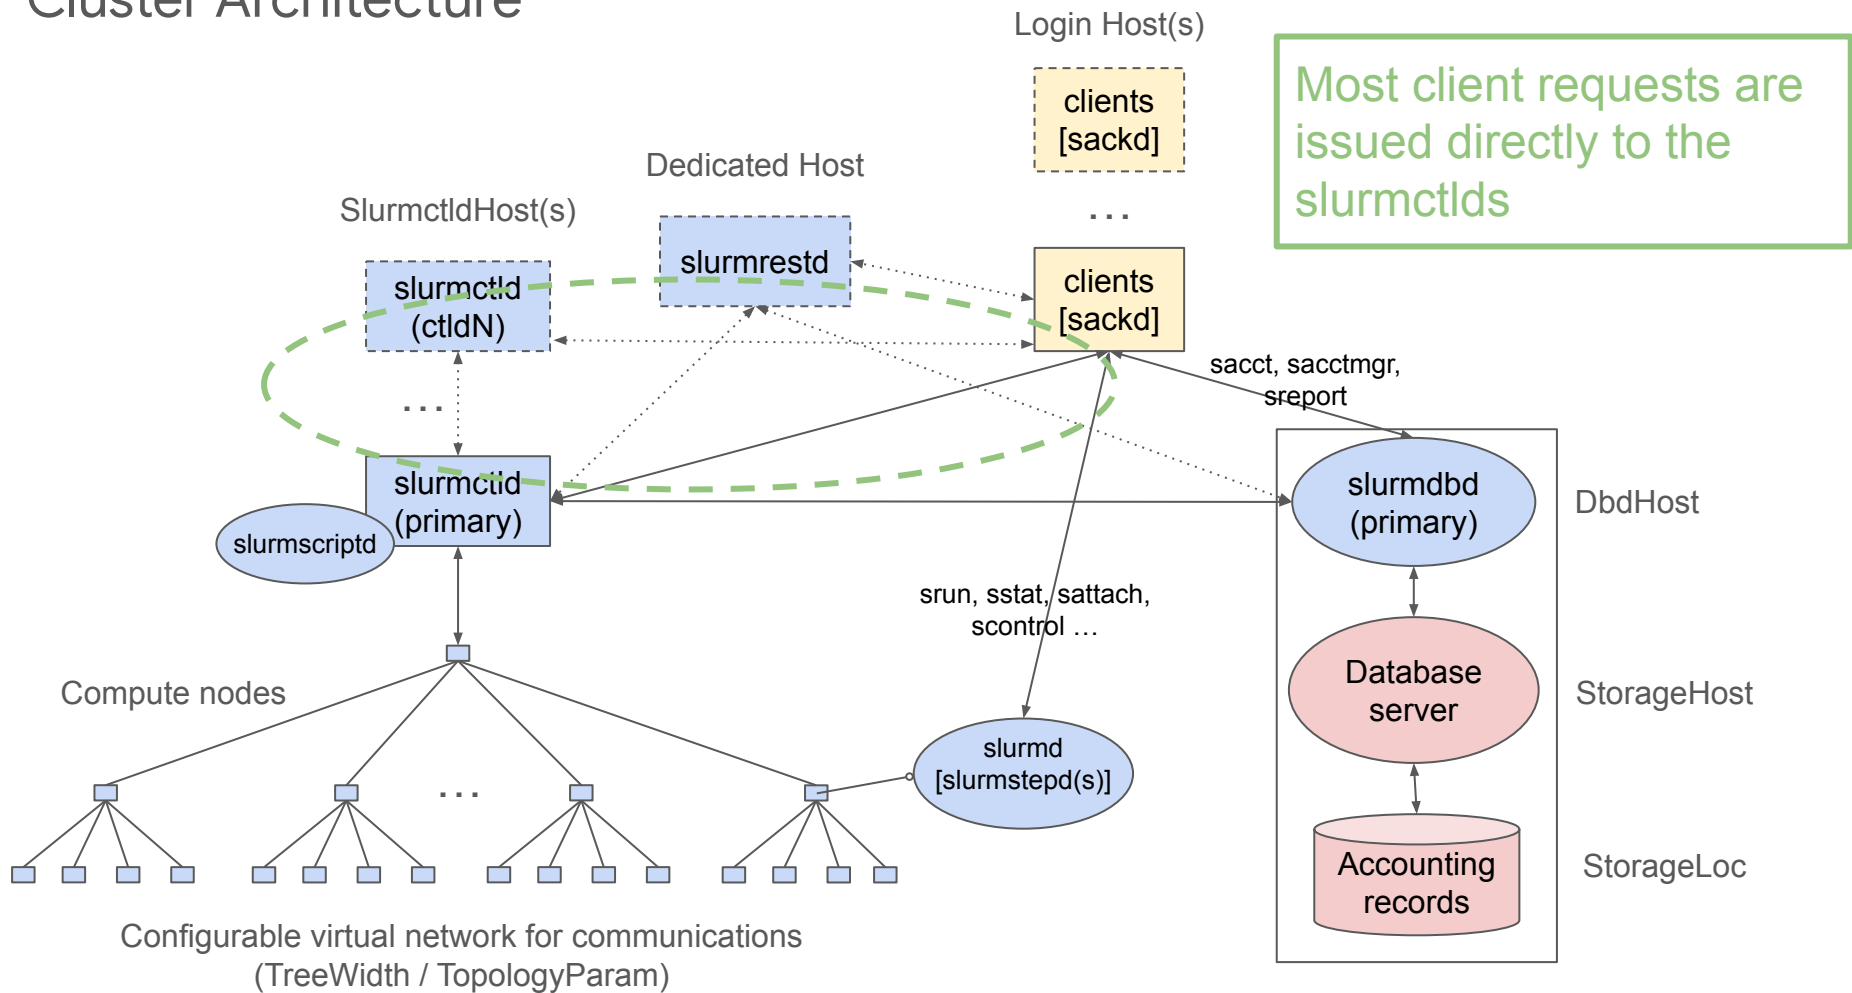 Cluster Architecture
Login Host(s)
clients
[sackd]
Most client requests are
issued directly to the
slurmctlds
Dedicated Host
SlurmctldHost(s)
. . .
slurmrestd
slurmctld
(ctldN)
clients
[sackd]
sacct, sacctmgr,
sreport
. . .
slurmctld
(primary)
slurmscriptd
slurmdbd
(primary)
DbdHost
srun, sstat, sattach,
scontrol …
Compute nodes
Database
server
StorageHost
. . .
slurmd
[slurmstepd(s)]
Accounting
records
StorageLoc
Configurable virtual network for communications
(TreeWidth / TopologyParam)